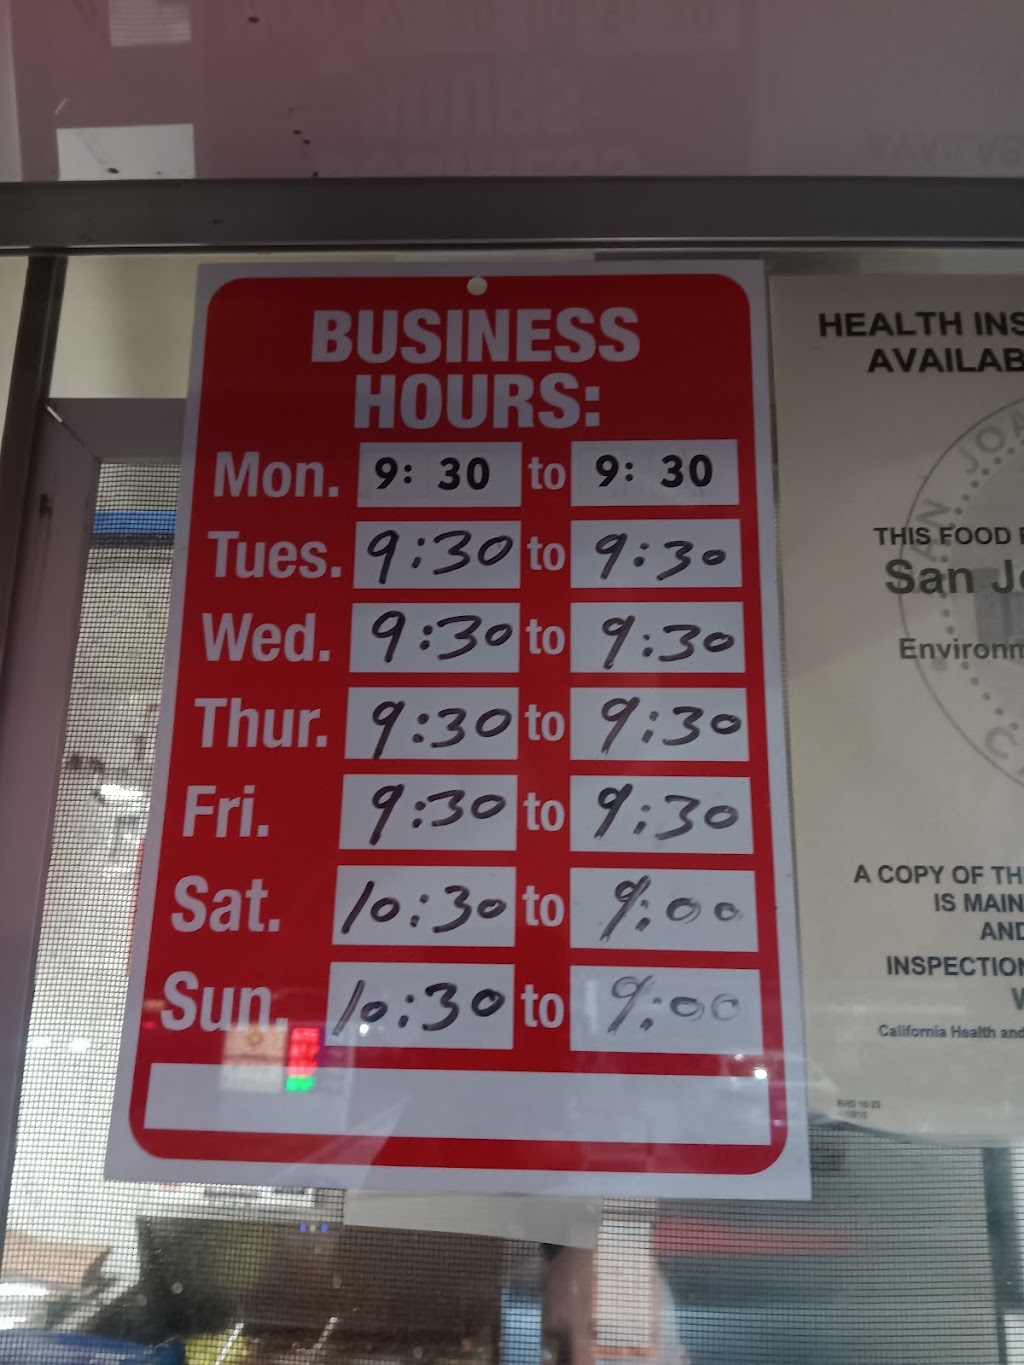 BUSINESS
HOURS:
Mon. 9: 30 to 9: 30
Tues. 9:30 to 9:30
Wed. 9:30 to 9:30
Thur. 9:30 to 9:30
Fri. 9:30 to 9:30
Sat. 10:30 to 9:00
Sun. 10:30 to 9:00
HEALTH INS
AVAILAB
THIS FOOD
San Jo
Environm
A COPY OF TH
IS MAIN
AND
INSPECTION
California Health and